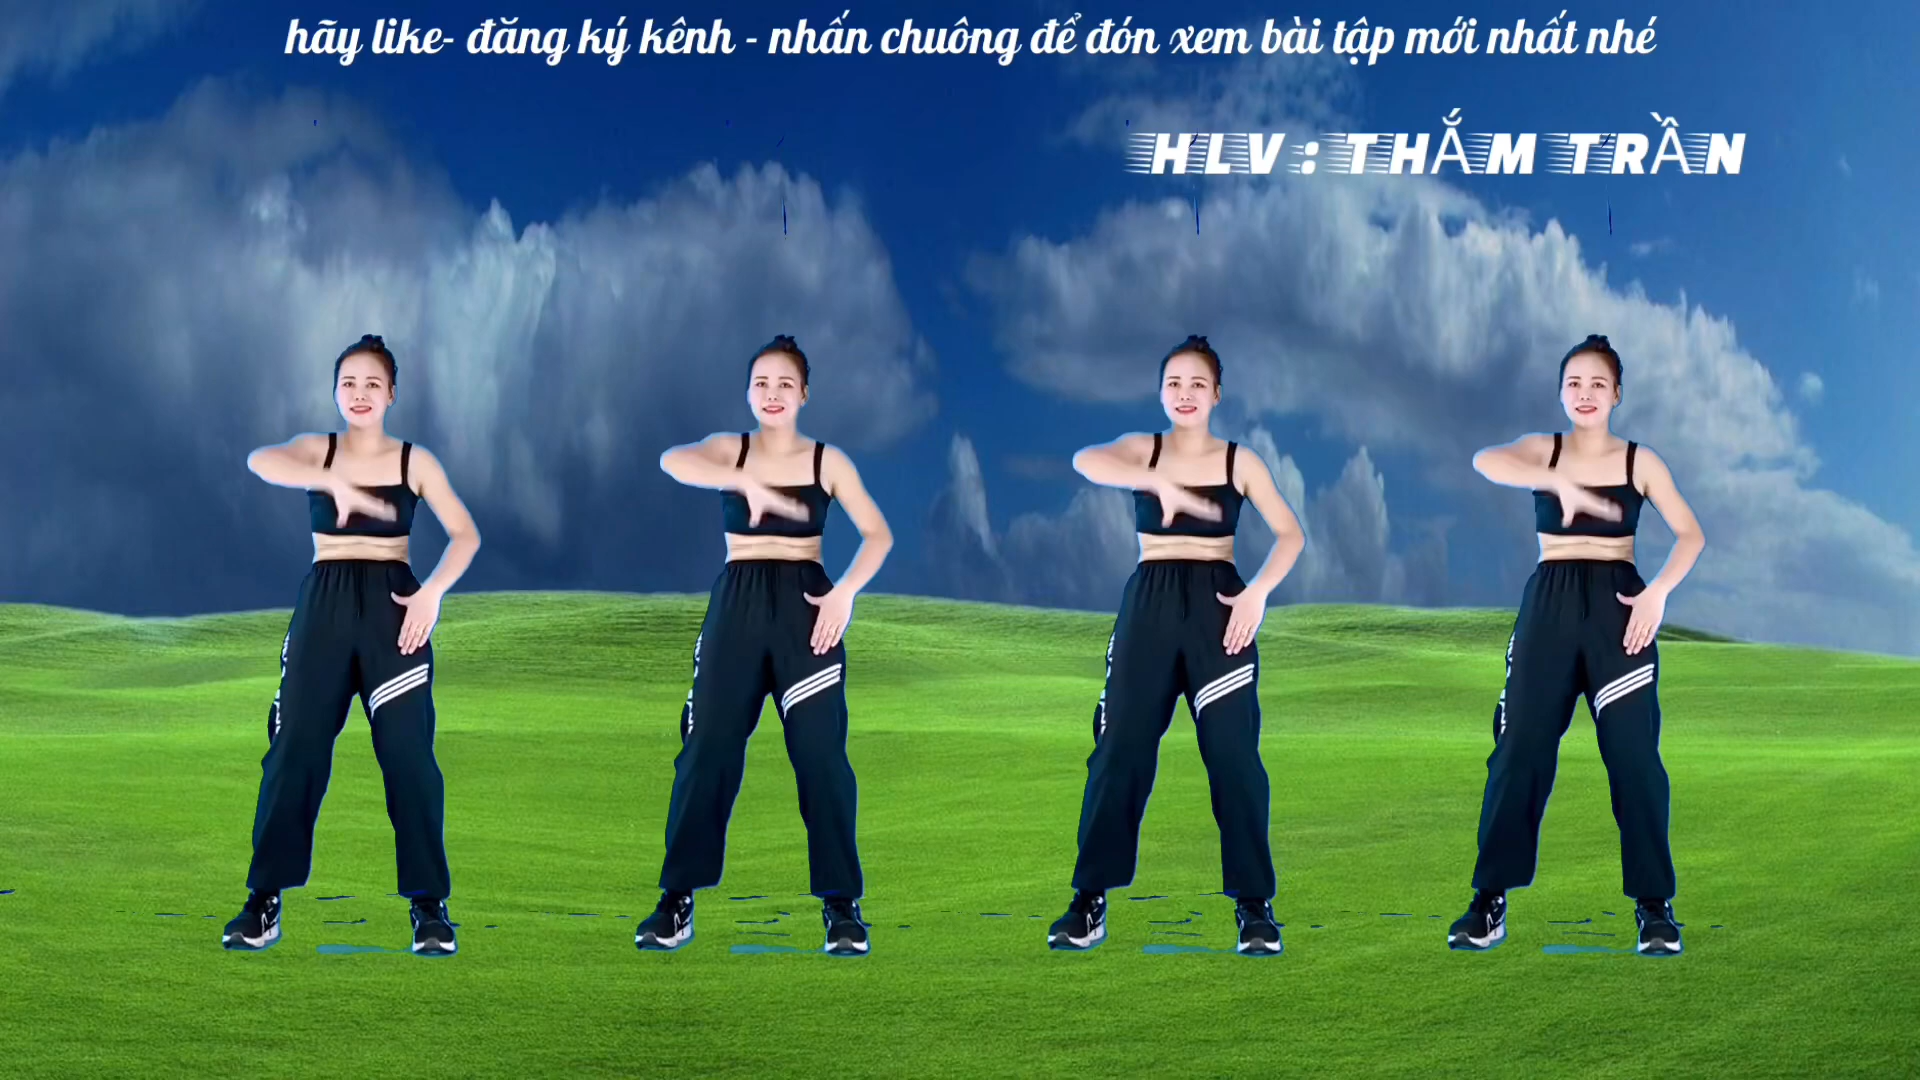 hãy like- đăng ký kênh - nhấn chuông để đón xem bài tập mới nhất nhé
HLV : THẮM TRẦN